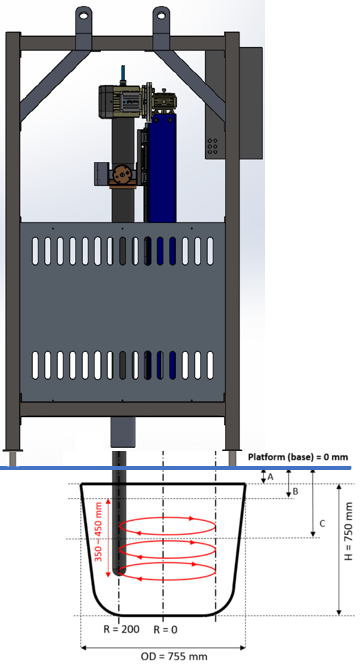 Platform (base) = 0 mm
A
B
C
350 – 450 mm
H = 750 mm
R = 200
R = 0
OD = 755 mm